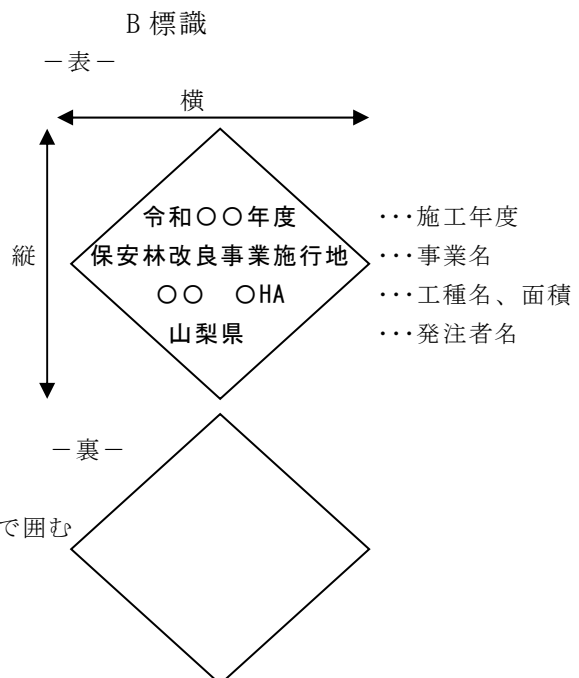 B 標識
－表－
横
縦
令和〇〇年度 ･･･施工年度
保安林改良事業施行地 ･･･事業名
〇〇　〇HA ･･･工種名、面積
山梨県 ･･･発注者名
－裏－
で囲む